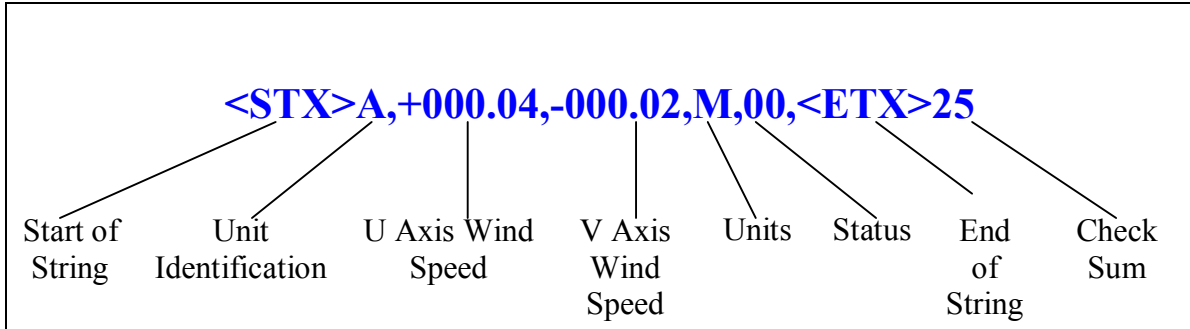 <STX>A,+000.04,-000.02,M,00,<ETX>25
Start of String
Unit Identification
U Axis Wind Speed
V Axis Wind Speed
Units
Status
End of String
Check Sum